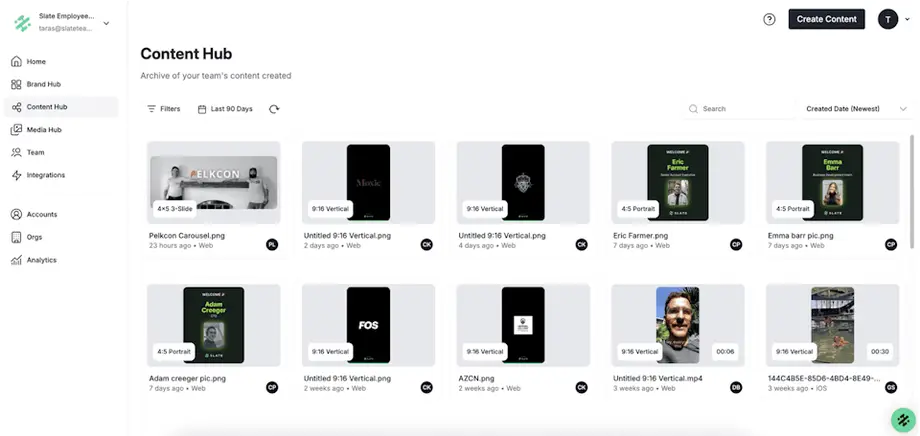 Slate Employee...
taras@slatetea...
Create Content
T
Home
Brand Hub
Content Hub
Media Hub
Team
Integrations
Accounts
Orgs
Analytics
Content Hub
Archive of your team's content created
Filters
Last 90 Days
Search
Created Date (Newest)
ELKCON
4x5 3-Slide
Pelkcon Carousel.png
23 hours ago • Web
PL
Moxie
9:16 Vertical
Untitled 9:16 Vertical.png
2 days ago • Web
CK
9:16 Vertical
Untitled 9:16 Vertical.png
4 days ago • Web
CK
WELCOME
Eric
Farmer
SLATE
4:5 Portrait
Eric Farmer.png
7 days ago • Web
CP
WELCOME
Emma
Barr
SLATE
4:5 Portrait
Emma barr pic.png
7 days ago • Web
CP
WELCOME
Adam
Creeger
SLATE
4:5 Portrait
Adam creeger pic.png
7 days ago • Web
CP
FOS
9:16 Vertical
Untitled 9:16 Vertical.png
2 weeks ago • Web
CK
9:16 Vertical
AZCN.png
2 weeks ago • Web
CK
9:16 Vertical
00:06
Untitled 9:16 Vertical.mp4
3 weeks ago • Web
DB
9:16 Vertical
00:30
144C4B5E-85D6-4BD4-8E49-...
3 weeks ago • iOS
GS